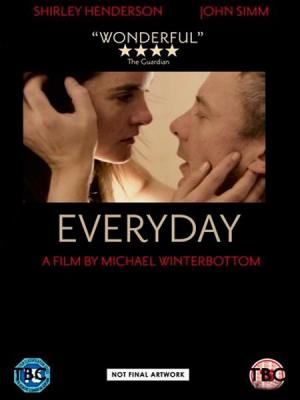 SHIRLEY HENDERSON JOHN SIMM
“WONDERFUL”
★★★★
The Guardian
EVERYDAY
A FILM BY MICHAEL WINTERBOTTOM
TBC
NOT FINAL ARTWORK
TBC